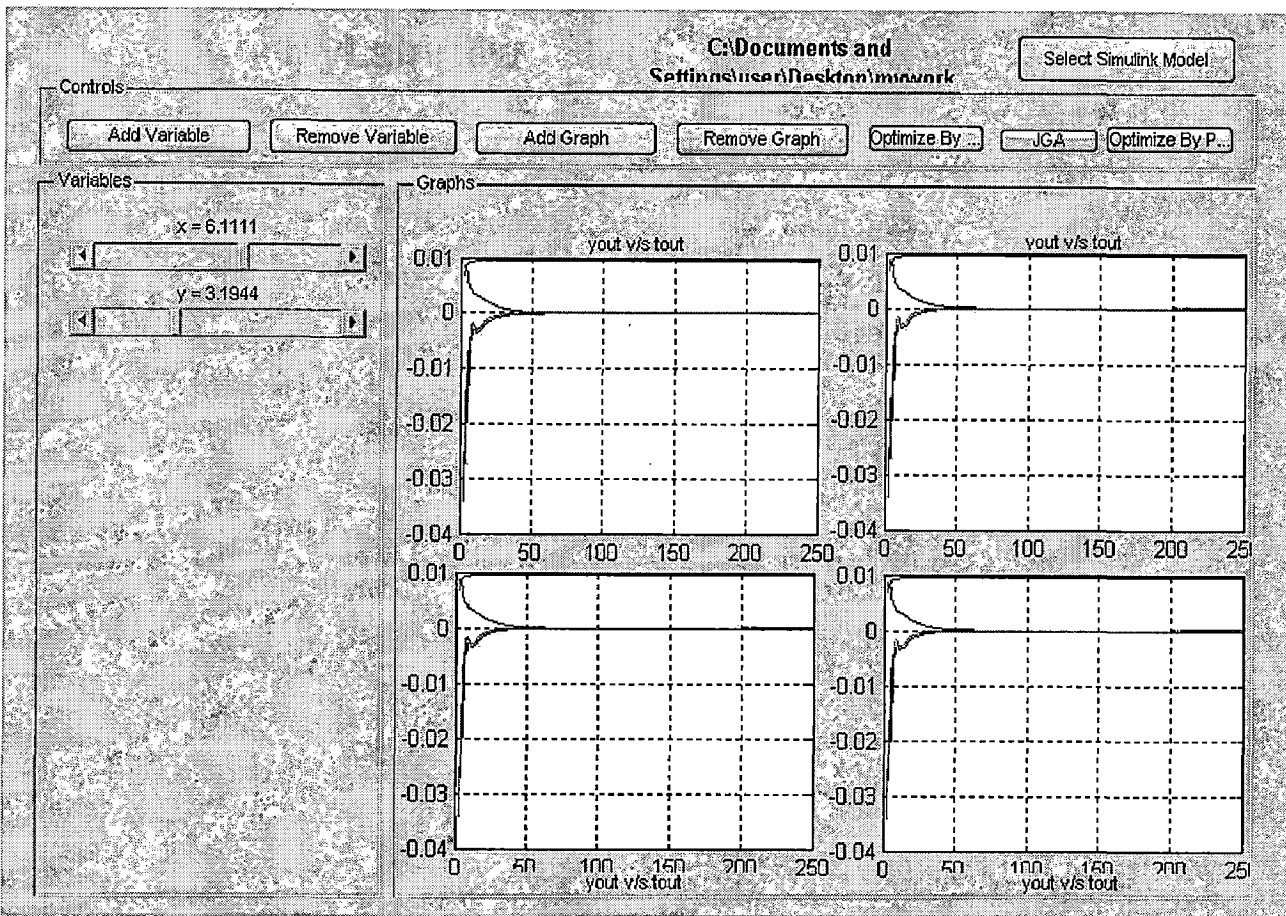 C:\Documents and
Settings\user\Desktop\mywork
Select Simulink Model
Controls
Add Variable
Remove Variable
Add Graph
Remove Graph
Optimize By ...
JGA
Optimize By P...
Variables
x = 6.1111
y = 3.1944
Graphs
yout v/s tout
0.01
0
-0.01
-0.02
-0.03
-0.04
0 50 100 150 200 250
yout v/s tout
0.01
0
-0.01
-0.02
-0.03
-0.04
0 50 100 150 200 25
0.01
0
-0.01
-0.02
-0.03
-0.04
0 50 100 150 200 250
yout v/s tout
0.01
0
-0.01
-0.02
-0.03
-0.04
0 50 100 150 200 25
yout v/s tout